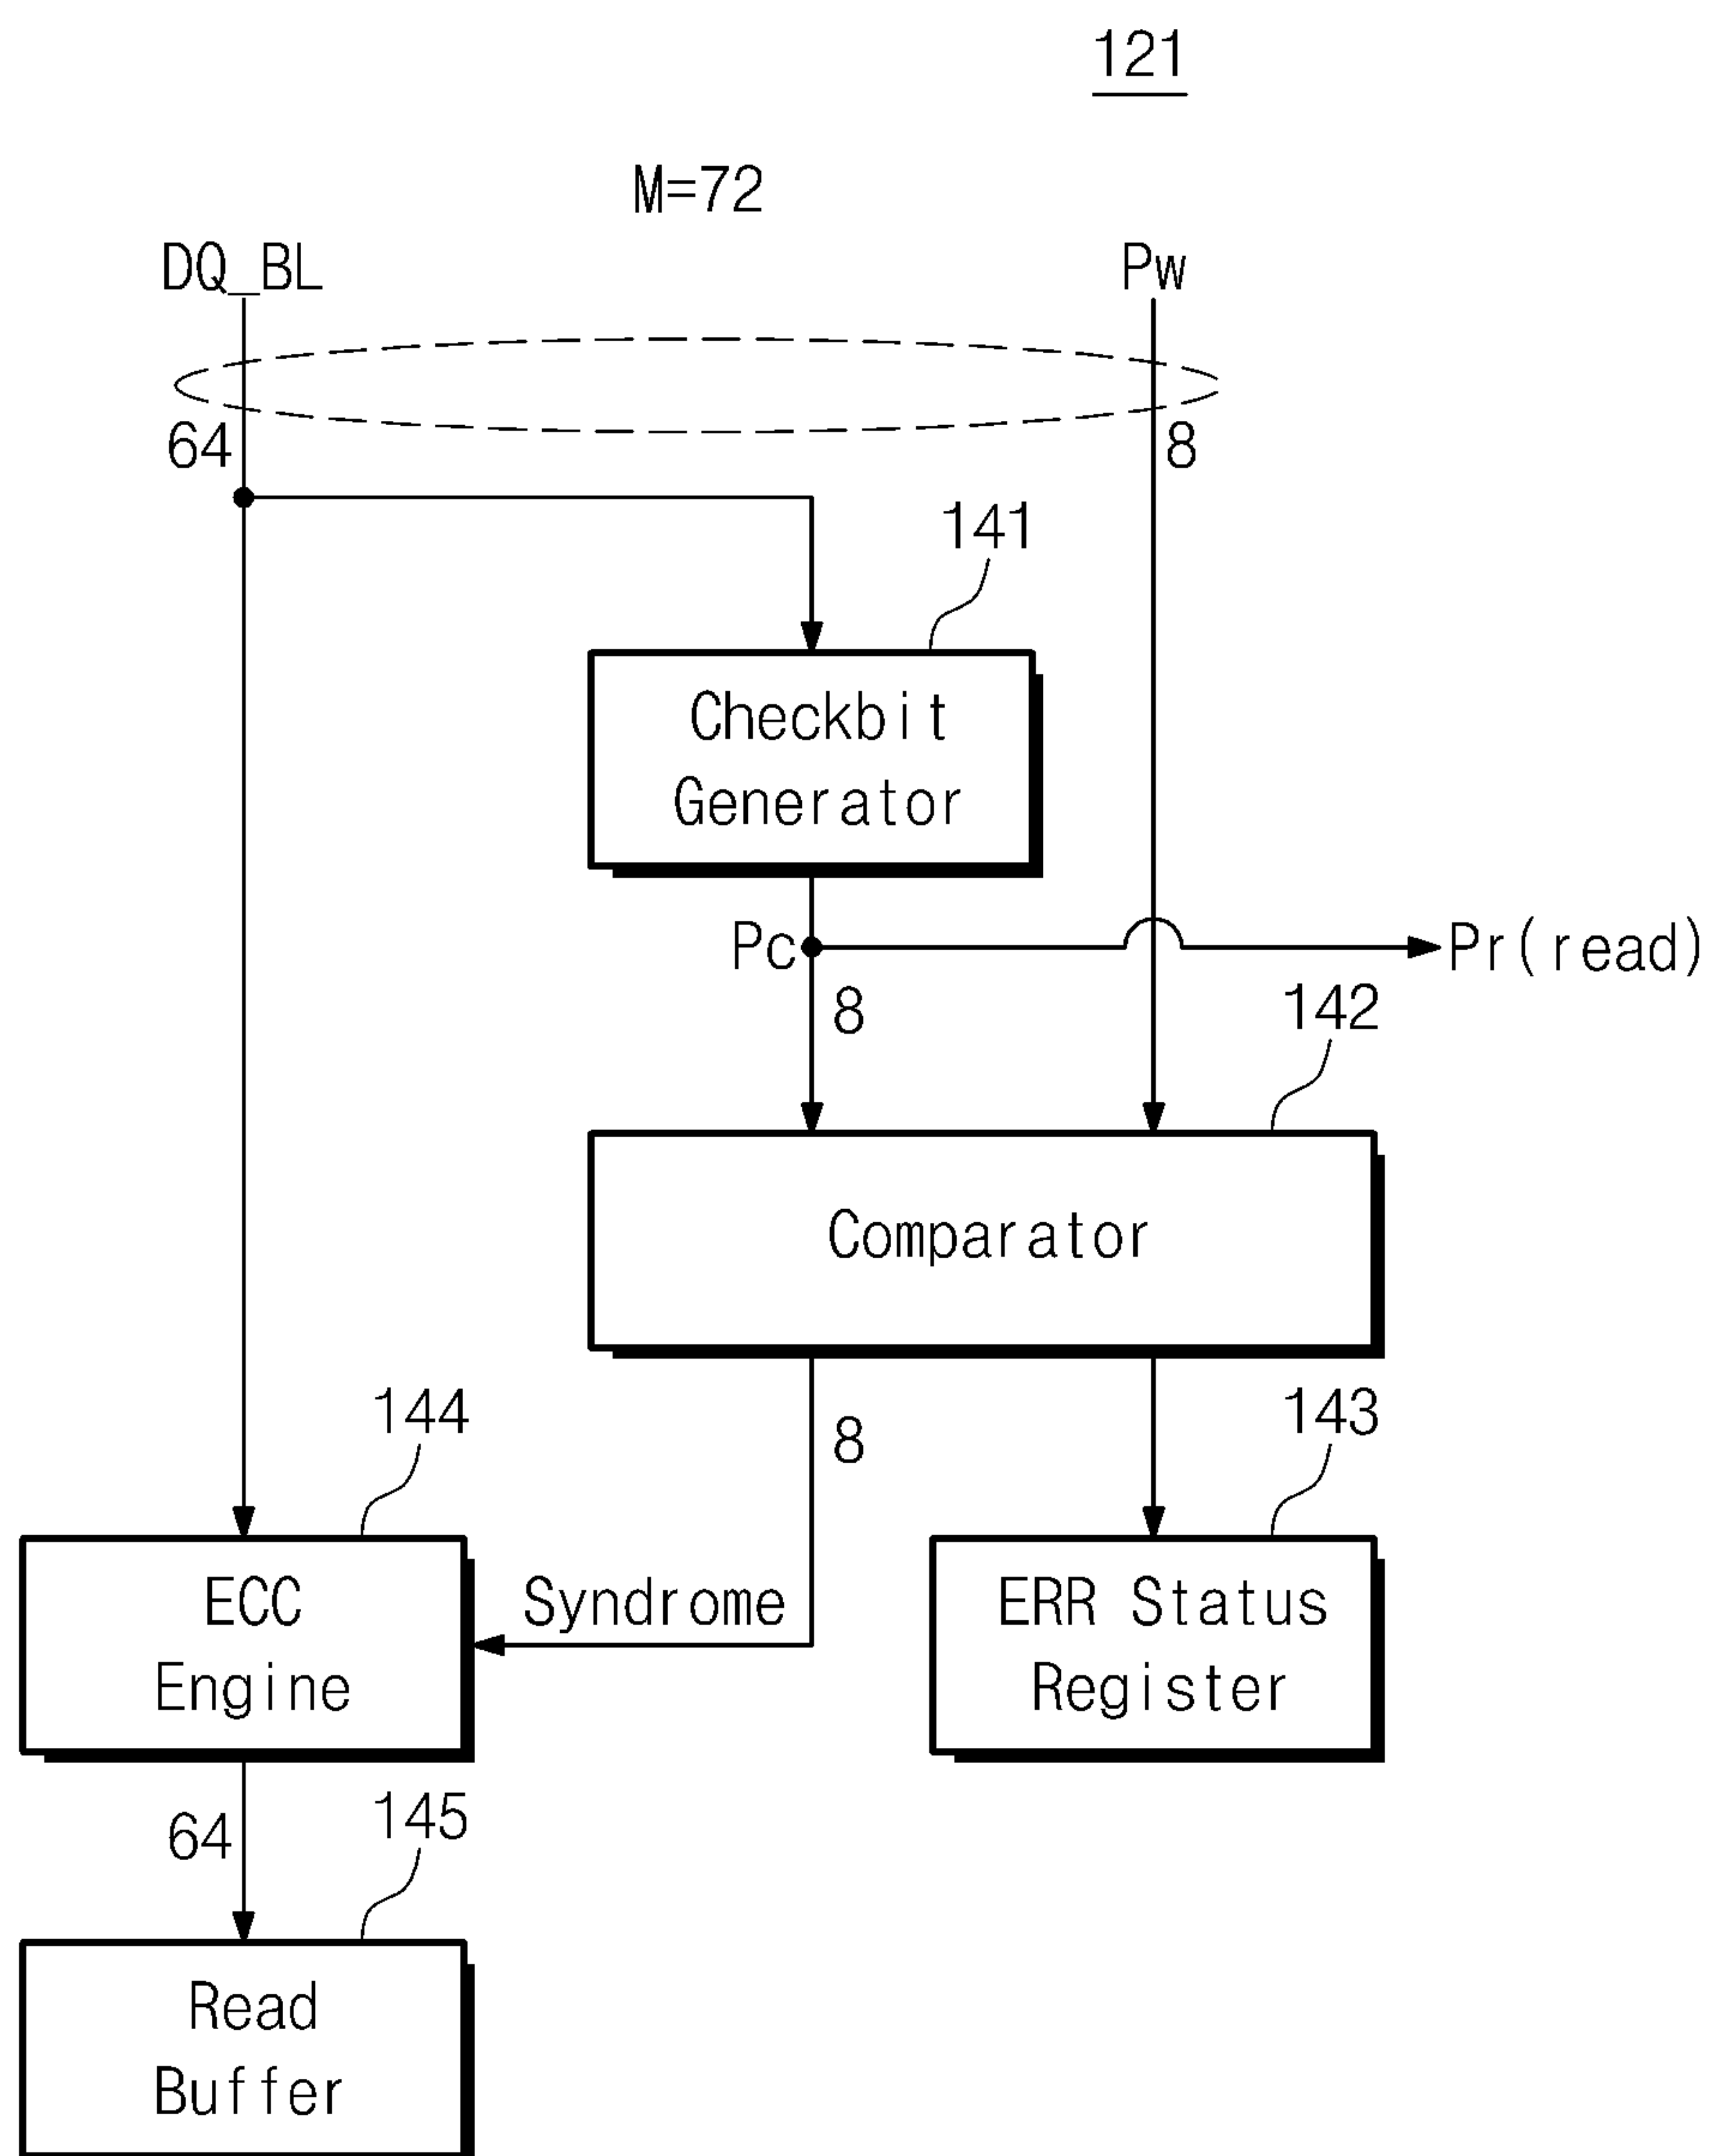 121
M=72
DQ_BL
Pw
64
8
141
Checkbit
Generator
Pc
Pr(read)
8
142
Comparator
144
8
143
ECC
Engine
Syndrome
ERR Status
Register
64
145
Read
Buffer